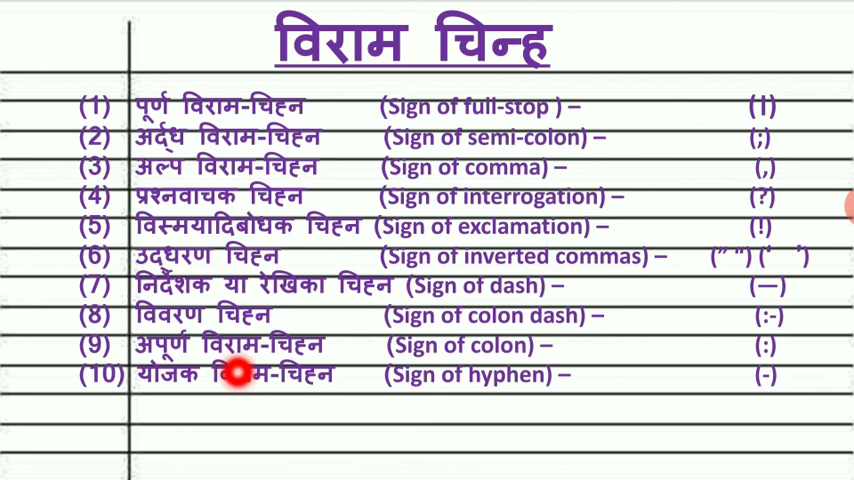 विराम चिन्ह
(1) पूर्ण विराम-चिह्न (Sign of full-stop ) – (।)
(2) अर्द्ध विराम-चिह्न (Sign of semi-colon) – (;)
(3) अल्प विराम-चिह्न (Sign of comma) – (,)
(4) प्रश्नवाचक चिह्न (Sign of interrogation) – (?)
(5) विस्मयादिबोधक चिह्न (Sign of exclamation) – (!)
(6) उद्धरण चिह्न (Sign of inverted commas) – (” “) (‘ ’)
(7) निर्देशक या रेखिका चिह्न (Sign of dash) – (—)
(8) विवरण चिह्न (Sign of colon dash) – (:-)
(9) अपूर्ण विराम-चिह्न (Sign of colon) – (:)
(10) योजक विराम-चिह्न (Sign of hyphen) – (-)